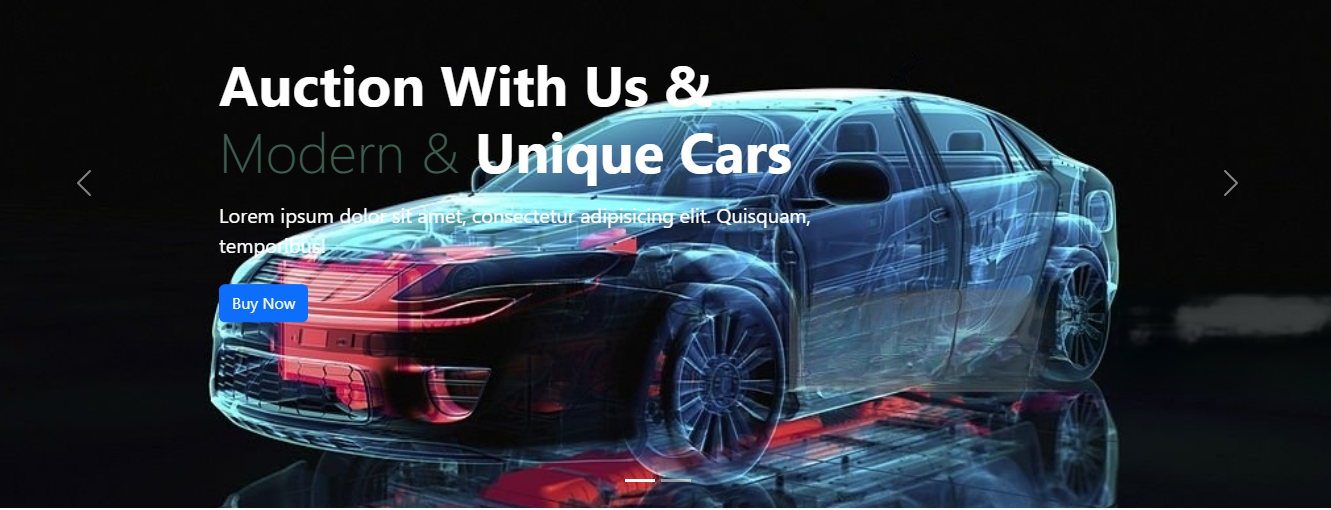 Auction With Us &
Modern & Unique Cars
Lorem ipsum dolor sit amet, consectetur adipisicing elit. Quisquam,
temporibus!
Buy Now